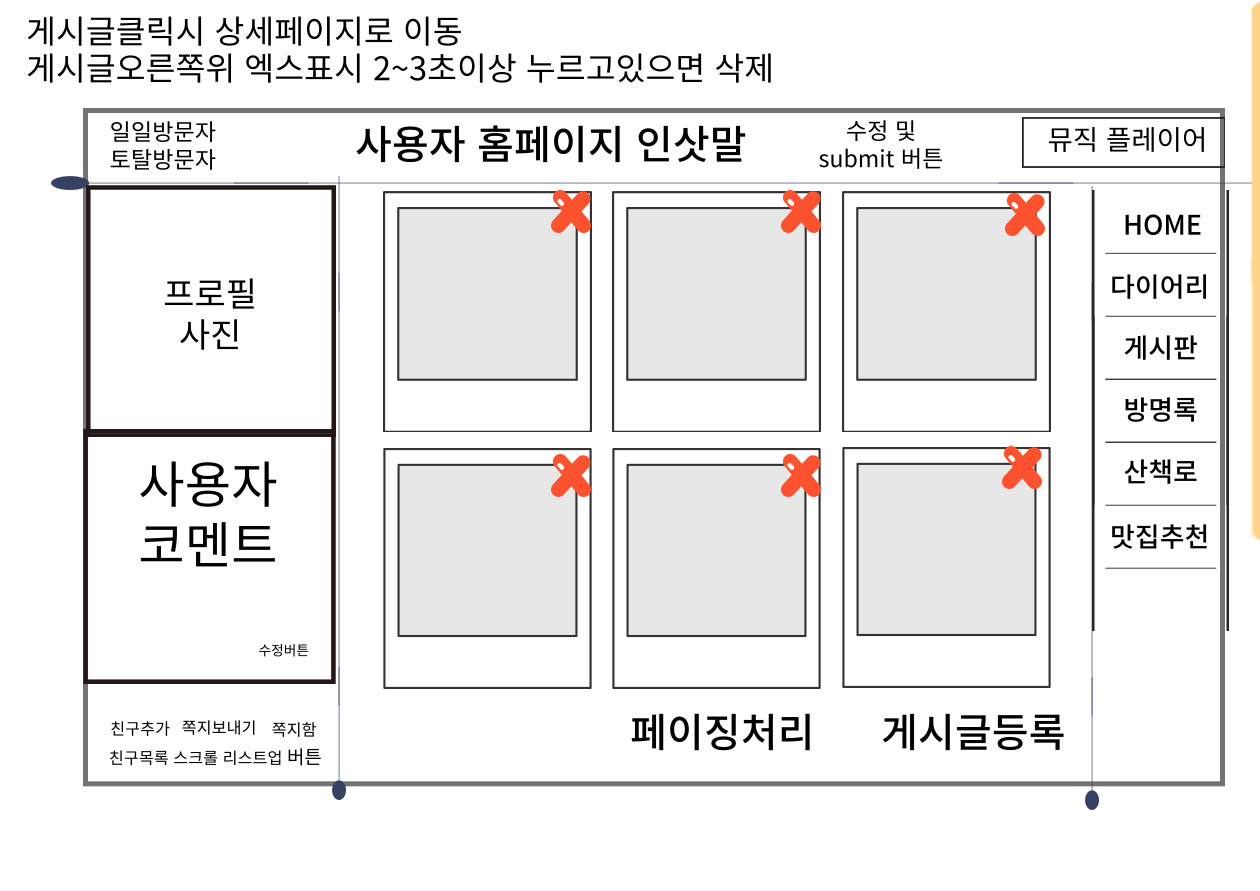 게시글클릭시 상세페이지로 이동
게시글오른쪽위 엑스표시 2~3초이상 누르고있으면 삭제
일일방문자
토탈방문자
사용자 홈페이지 인삿말
수정 및
submit 버튼
뮤직 플레이어
프로필
사진
사용자
코멘트
수정버튼
친구추가 쪽지보내기 쪽지함
친구목록 스크롤 리스트업 버튼
HOME
다이어리
게시판
방명록
산책로
맛집추천
페이징처리
게시글등록